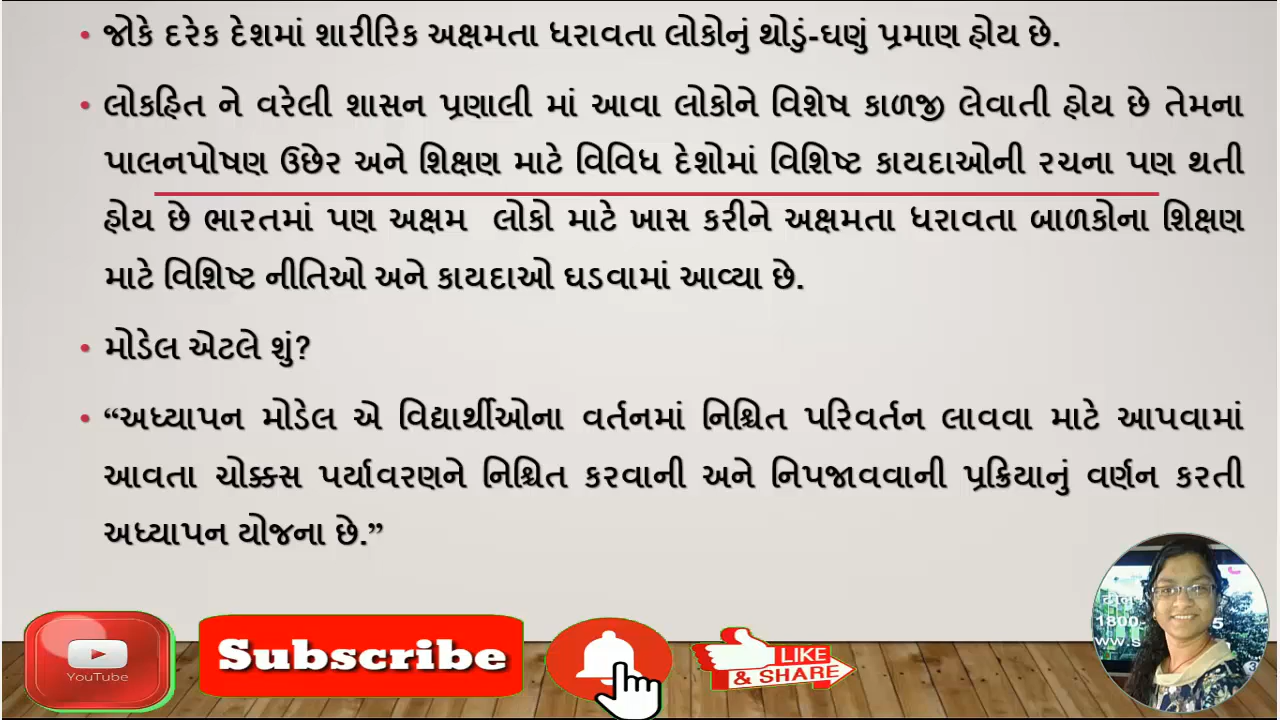 • જોકે દરેક દેશમાં શારીરિક અક્ષમતા ધરાવતા લોકોનું થોડું-ઘણું પ્રમાણ હોય છે.
• લોકહિત ને વરેલી શાસન પ્રણાલી માં આવા લોકોને વિશેષ કાળજી લેવાતી હોય છે તેમના
પાલનપોષણ ઉછેર અને શિક્ષણ માટે વિવિધ દેશોમાં વિશિષ્ટ કાયદાઓની રચના પણ થતી
હોય છે ભારતમાં પણ અક્ષમ લોકો માટે ખાસ કરીને અક્ષમતા ધરાવતા બાળકોના શિક્ષણ
માટે વિશિષ્ટ નીતિઓ અને કાયદાઓ ઘડવામાં આવ્યા છે.
• મોડેલ એટલે શું?
• “અધ્યાપન મોડેલ એ વિદ્યાર્થીઓના વર્તનમાં નિશ્ચિત પરિવર્તન લાવવા માટે આપવામાં
આવતા ચોક્કસ પર્યાવરણને નિશ્ચિત કરવાની અને નિપજાવવાની પ્રક્રિયાનું વર્ણન કરતી
અધ્યાપન યોજના છે.”
1800-
5
YouTube
Subscribe
LIKE
& SHARE